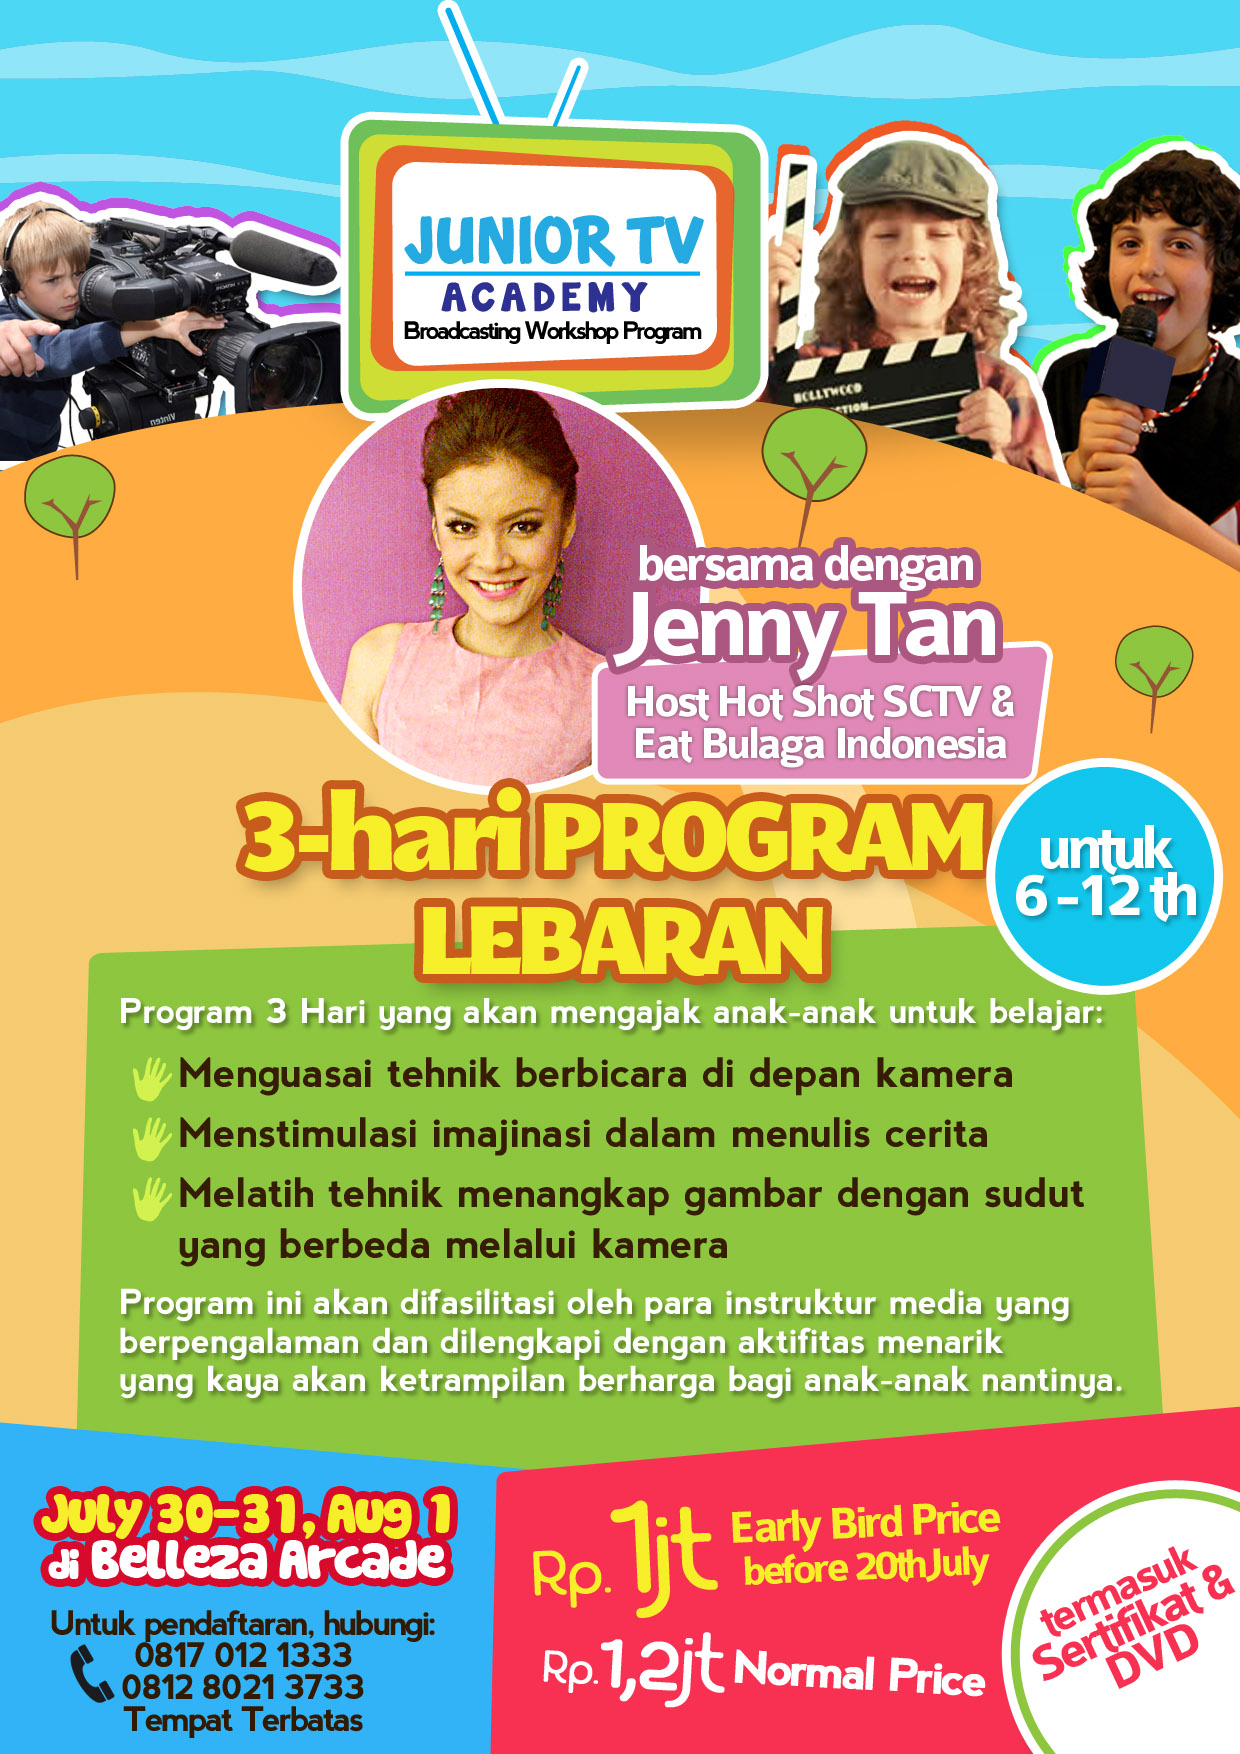 JUNIOR TV
ACADEMY
Broadcasting Workshop Program
HITACHI
Vinten
HOLLYWOOD
bersama dengan
Jenny Tan
Host Hot Shot SCTV &
Eat Bulaga Indonesia
3-hari PROGRAM
LEBARAN
untuk
6 - 12 th
Program 3 Hari yang akan mengajak anak-anak untuk belajar:
Menguasai tehnik berbicara di depan kamera
Menstimulasi imajinasi dalam menulis cerita
Melatih tehnik menangkap gambar dengan sudut
yang berbeda melalui kamera
Program ini akan difasilitasi oleh para instruktur media yang
berpengalaman dan dilengkapi dengan aktifitas menarik
yang kaya akan ketrampilan berharga bagi anak-anak nantinya.
July 30-31, Aug 1
di Belleza Arcade
Untuk pendaftaran, hubungi:
0817 012 1333
0812 8021 3733
Tempat Terbatas
Rp. 1jt Early Bird Price
before 20th July
Rp. 1,2jt Normal Price
termasuk
Sertifikat &
DVD